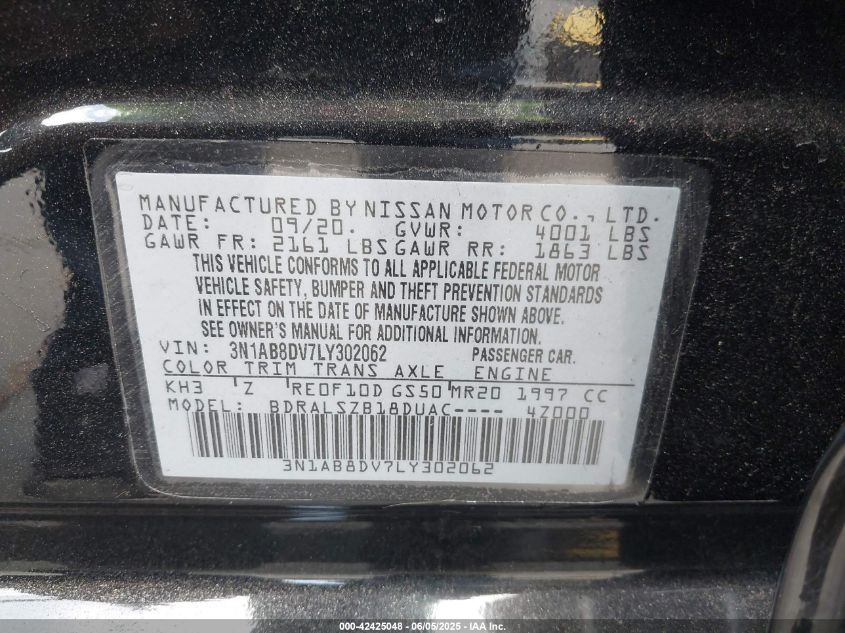 MANUFACTURED BY NISSAN MOTOR CO., LTD.
DATE: 09/20. GVWR: 4001 LBS
GAWR FR: 2161 LBS GAWR RR: 1863 LBS
THIS VEHICLE CONFORMS TO ALL APPLICABLE FEDERAL MOTOR
VEHICLE SAFETY, BUMPER AND THEFT PREVENTION STANDARDS
IN EFFECT ON THE DATE OF MANUFACTURE SHOWN ABOVE.
SEE OWNER'S MANUAL FOR ADDITIONAL INFORMATION.
VIN: 3N1AB8DV7LY302062 PASSENGER CAR.
COLOR TRIM TRANS AXLE ENGINE
KH3 Z RE0F10D GS50 MR20 1997 CC
MODEL: BDRALSZB18DUAC---- 4Z000
3N1AB8DV7LY302062
000-42425048 - 06/05/2025 - IAA Inc.